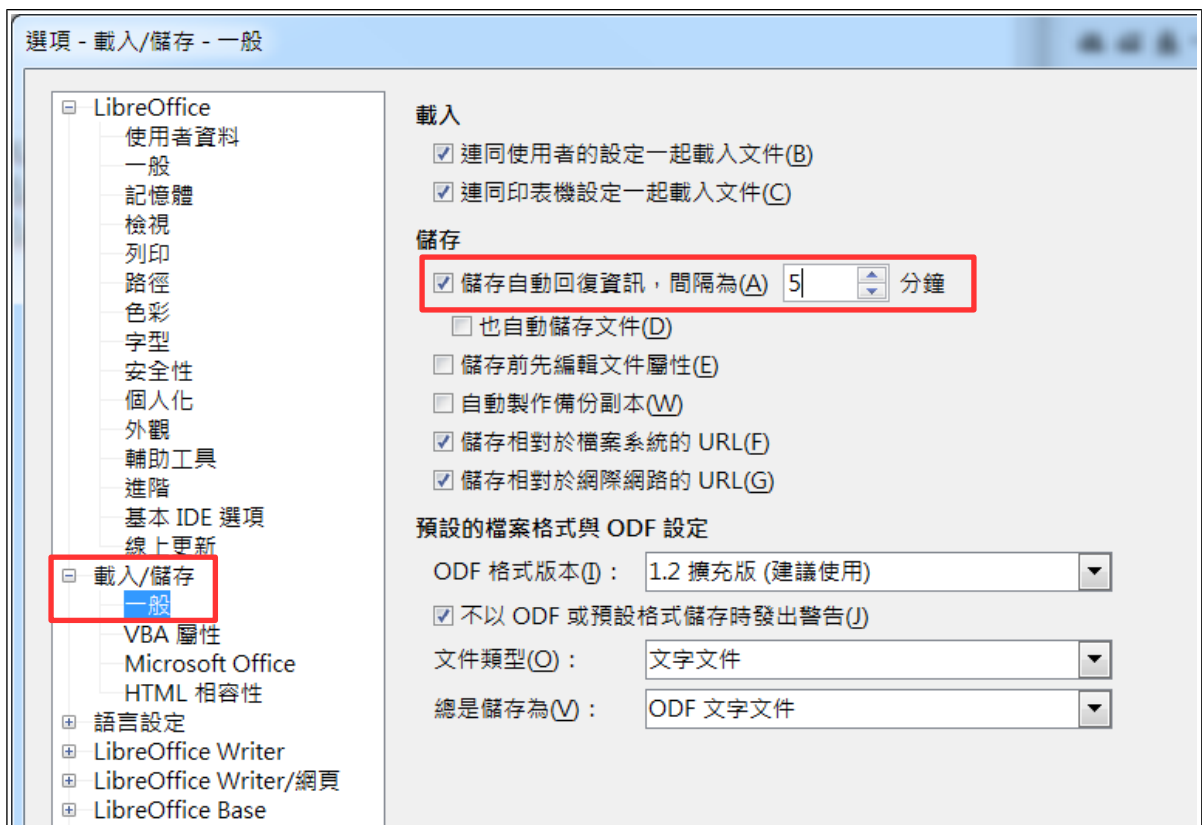 選項 - 載入/儲存 - 一般
LibreOffice
使用者資料
一般
記憶體
檢視
列印
路徑
色彩
字型
安全性
個人化
外觀
輔助工具
進階
基本 IDE 選項
線上更新
載入/儲存
一般
VBA 屬性
Microsoft Office
HTML 相容性
語言設定
LibreOffice Writer
LibreOffice Writer/網頁
LibreOffice Base
載入
連同使用者的設定一起載入文件(B)
連同印表機設定一起載入文件(C)
儲存
儲存自動回復資訊，間隔為(A) 5 分鐘
也自動儲存文件(D)
儲存前先編輯文件屬性(E)
自動製作備份副本(W)
儲存相對於檔案系統的 URL(F)
儲存相對於網際網路的 URL(G)
預設的檔案格式與 ODF 設定
ODF 格式版本(I)： 1.2 擴充版 (建議使用)
不以 ODF 或預設格式儲存時發出警告(J)
文件類型(O)： 文字文件
總是儲存為(V)： ODF 文字文件